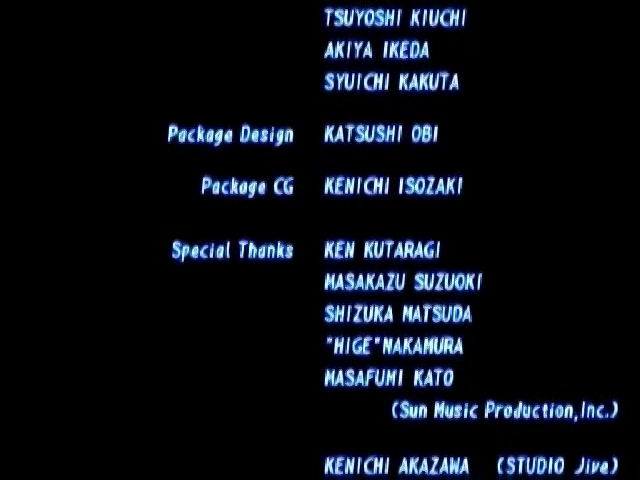 TSUYOSHI KIUCHI
AKIYA IKEDA
SYUICHI KAKUTA
Package Design KATSUSHI OBI
Package CG KENICHI ISOZAKI
Special Thanks KEN KUTARAGI
MASAKAZU SUZUOKI
SHIZUKA MATSUDA
"HIGE"NAKAMURA
MASAFUMI KATO
(Sun Music Production,Inc.)
KENICHI AKAZAWA (STUDIO Jive)